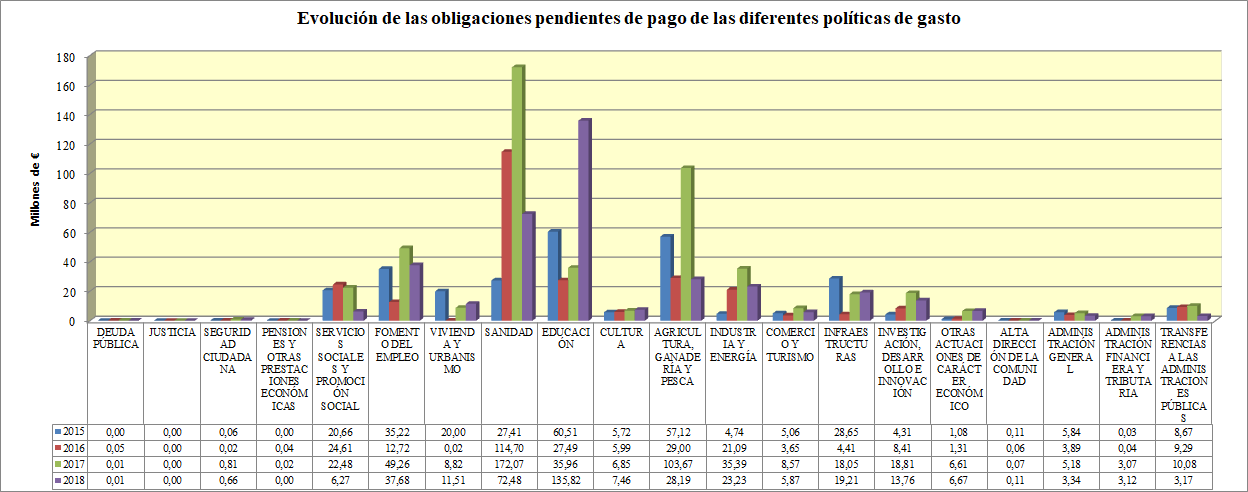 Evolución de las obligaciones pendientes de pago de las diferentes políticas de gasto
Millones de €
180
160
140
120
100
80
60
40
20
0
DEUDA
PÚBLICA
JUSTICIA
SEGURID
AD
CIUDADA
NA
PENSION
ES Y
OTRAS
PRESTAC
IONES
ECONÓM
ICAS
SERVICIO
S
SOCIALE
S Y
PROMOCI
ÓN
SOCIAL
FOMENT
O DEL
EMPLEO
VIVIEND
A Y
URBANIS
MO
SANIDAD
EDUCACI
ÓN
CULTUR
A
AGRICUL
TURA,
GANADE
RÍA Y
PESCA
INDUSTR
IA Y
ENERGÍA
COMERCI
O Y
TURISMO
INFRAES
TRUCTU
RAS
INVESTIG
ACIÓN,
DESARR
OLLO E
INNOVAC
IÓN
OTRAS
ACTUACI
ONES DE
CARÁCT
ER
ECONÓM
ICO
ALTA
DIRECCI
ÓN DE LA
COMUNI
DAD
ADMINIS
TRACIÓN
GENERA
L
ADMINIS
TRACIÓN
FINANCI
ERA Y
TRIBUTA
RIA
TRANSFE
RENCIAS
A LAS
ADMINIS
TRACION
ES
PÚBLICA
S
2015 0,00 0,00 0,06 0,00 20,66 35,22 20,00 27,41 60,51 5,72 57,12 4,74 5,06 28,65 4,31 1,08 0,11 5,84 0,03 8,67
2016 0,05 0,00 0,02 0,04 24,61 12,72 0,02 114,70 27,49 5,99 29,00 21,09 3,65 4,41 8,41 1,31 0,06 3,89 0,04 9,29
2017 0,01 0,00 0,81 0,02 22,48 49,26 8,82 172,07 35,96 6,85 103,67 35,39 8,57 18,05 18,81 6,61 0,07 5,18 3,07 10,08
2018 0,01 0,00 0,66 0,00 6,27 37,68 11,51 72,48 135,82 7,46 28,19 23,23 5,87 19,21 13,76 6,67 0,11 3,34 3,12 3,17